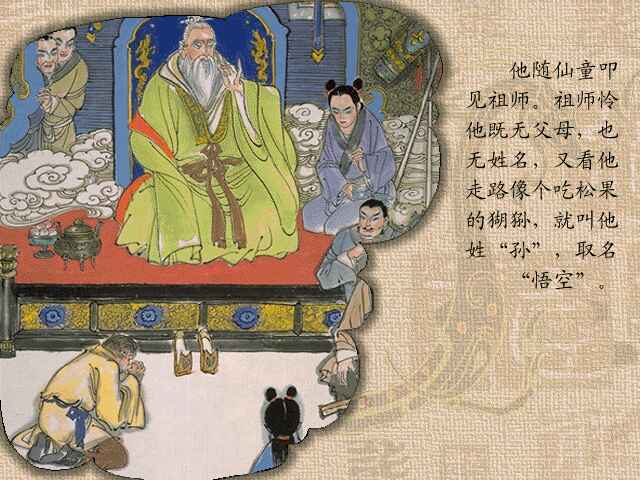 他随仙童叩
见祖师。祖师怜
他既无父母，也
无姓名，又看他
走路像个吃松果
的猢狲，就叫他
姓“孙”，取名
“悟空”。